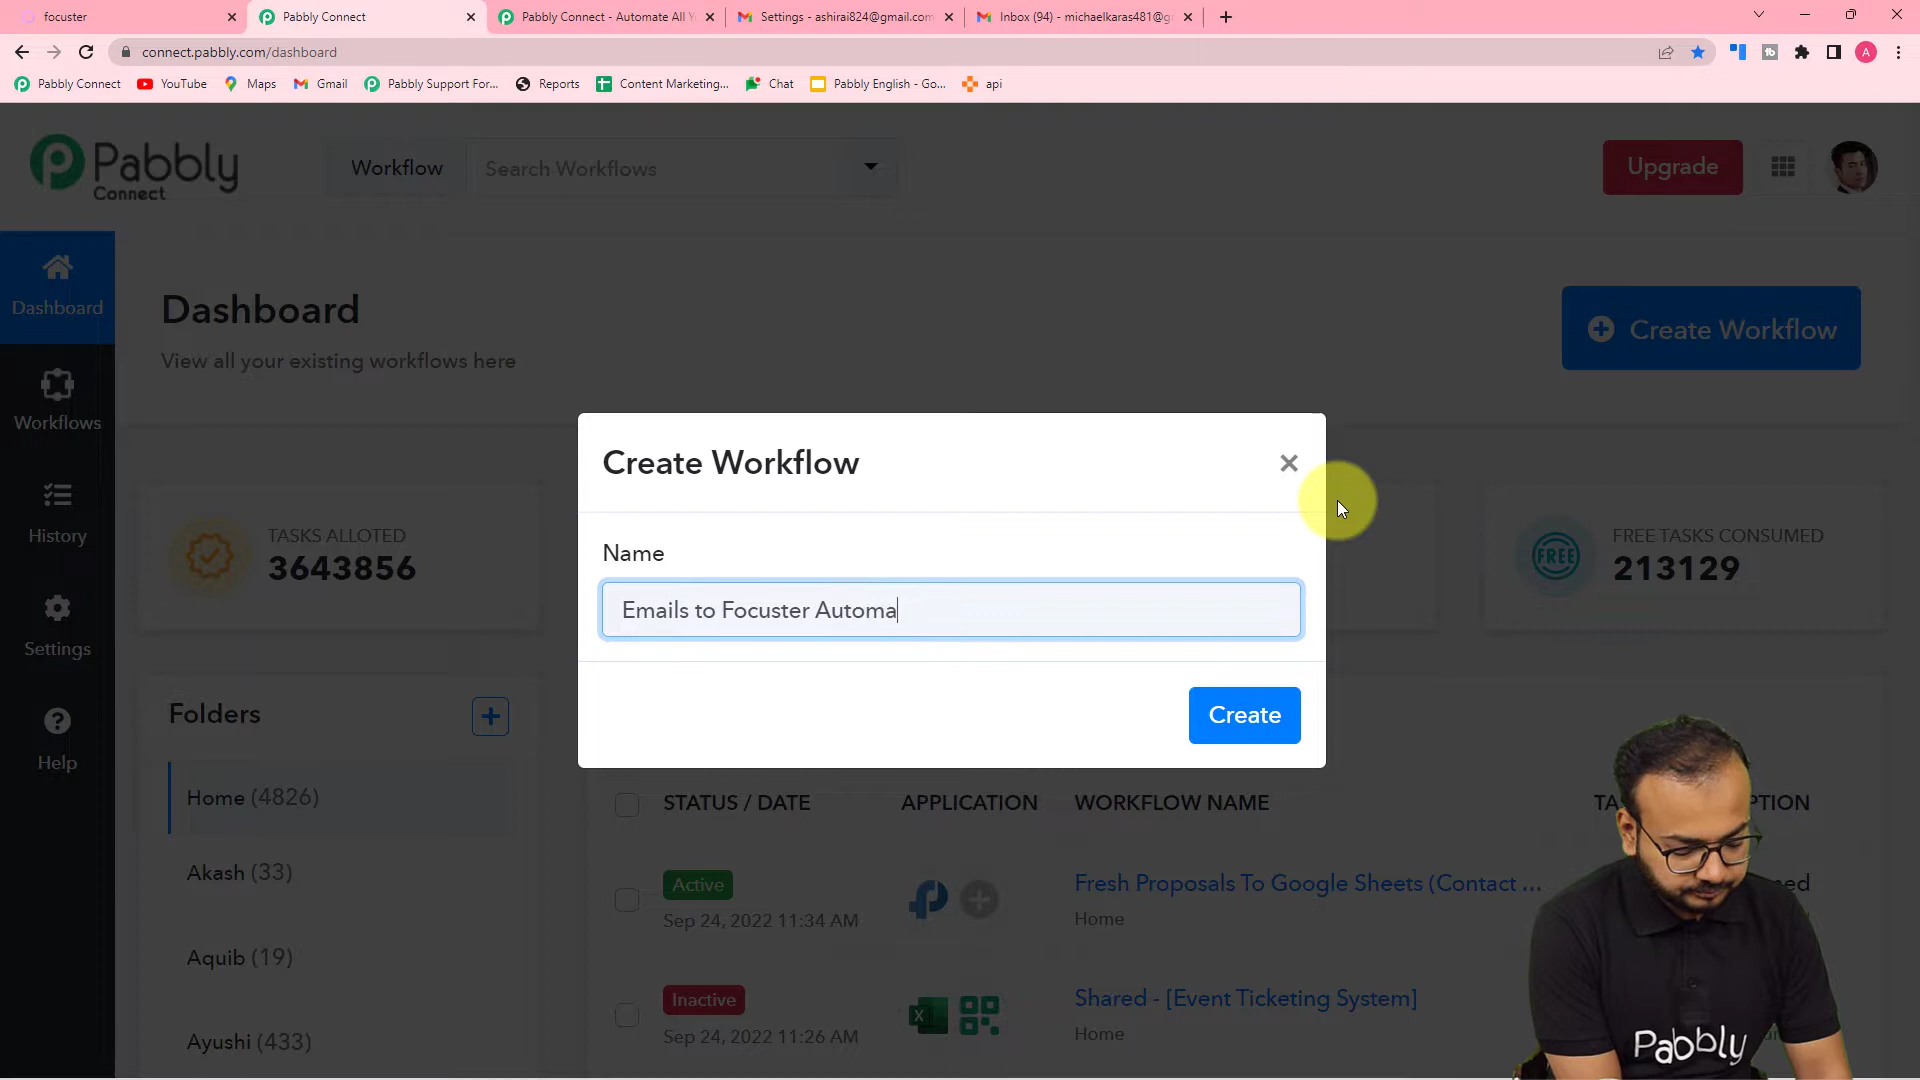 focuster
Pabbly Connect
Pabbly Connect - Automate All Y
Settings - ashirai824@gmail.com
Inbox (94) - michaelkaras481@g
connect.pabbly.com/dashboard
A
Pabbly Connect
YouTube
Maps
Gmail
Pabbly Support For...
Reports
Content Marketing...
Chat
Pabbly English - Go...
api
Pabbly
Connect
Workflow
Search Workflows
Upgrade
Dashboard
Dashboard
View all your existing workflows here
Create Workflow
Workflows
History
Settings
Help
Create Workflow
Name
Emails to Focuster Automa
Create
TASKS ALLOTED
3643856
FREE
FREE TASKS CONSUMED
213129
Folders
Home (4826)
Akash (33)
Aquib (19)
Ayushi (433)
STATUS / DATE
APPLICATION
WORKFLOW NAME
Active
Sep 24, 2022 11:34 AM
Fresh Proposals To Google Sheets (Contact ...
Home
Inactive
Sep 24, 2022 11:26 AM
Shared - [Event Ticketing System]
Home
Pabbly